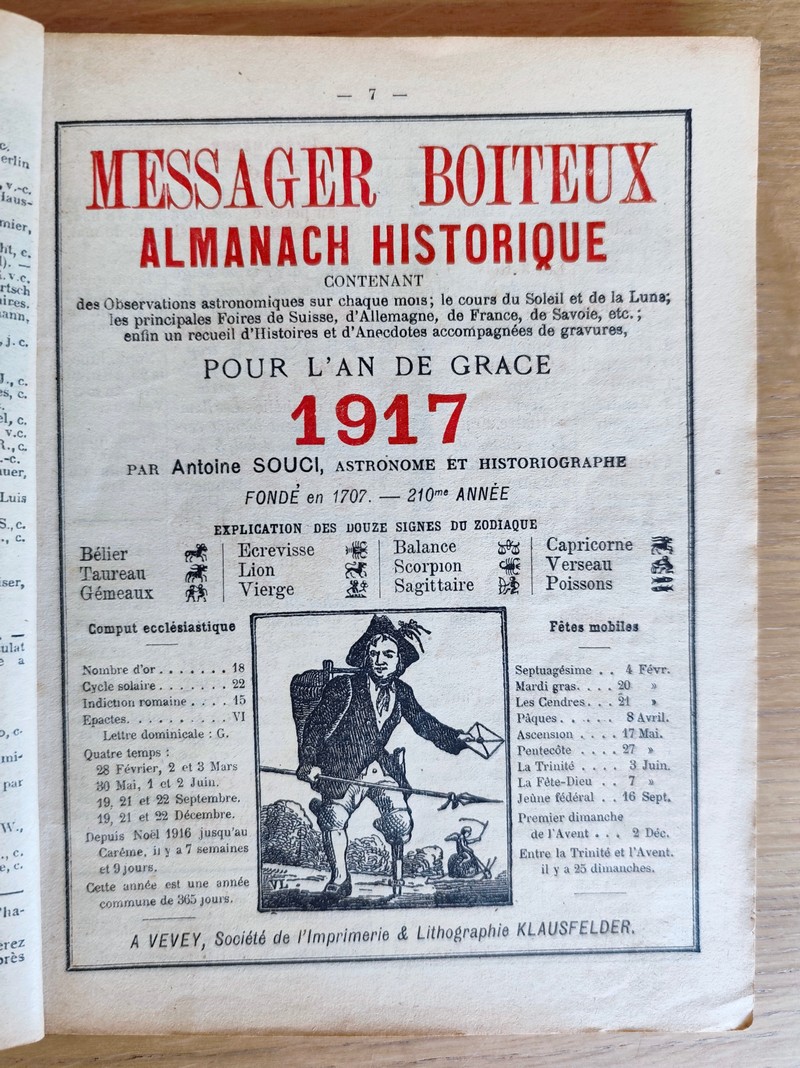 — 7 —
MESSAGER BOITEUX
ALMANACH HISTORIQUE
CONTENANT
des Observations astronomiques sur chaque mois; le cours du Soleil et de la Lune;
les principales Foires de Suisse, d'Allemagne, de France, de Savoie, etc.;
enfin un recueil d'Histoires et d'Anecdotes accompagnées de gravures,
POUR L'AN DE GRACE
1917
PAR Antoine SOUCI, ASTRONOME ET HISTORIOGRAPHE
FONDÉ en 1707. — 210me ANNÉE
EXPLICATION DES DOUZE SIGNES DU ZODIAQUE
Bélier
Taureau
Gémeaux
Ecrevisse
Lion
Vierge
Balance
Scorpion
Sagittaire
Capricorne
Verseau
Poissons
Comput ecclésiastique
Nombre d'or . . . . . . . 18
Cycle solaire . . . . . . . . 22
Indiction romaine . . . . 15
Epactes. . . . . . . . . . VI
Lettre dominicale : G.
Quatre temps :
28 Février, 2 et 3 Mars
30 Mai, 1 et 2 Juin.
19, 21 et 22 Septembre.
19, 21 et 22 Décembre.
Depuis Noël 1916 jusqu'au
Carême, il y a 7 semaines
et 9 jours.
Cette année est une année
commune de 365 jours.
VL
Fêtes mobiles
Septuagésime . . 4 Févr.
Mardi gras. . . . 20 »
Les Cendres. . . . 21 »
Pâques . . . . . . 8 Avril.
Ascension . . . . 17 Mai.
Pentecôte . . . . 27 »
La Trinité . . . . 3 Juin.
La Fête-Dieu . . 7 »
Jeûne fédéral . . 16 Sept.
Premier dimanche
de l'Avent . . . 2 Déc.
Entre la Trinité et l'Avent.
il y a 25 dimanches.
A VEVEY, Société de l'Imprimerie & Lithographie KLAUSFELDER.